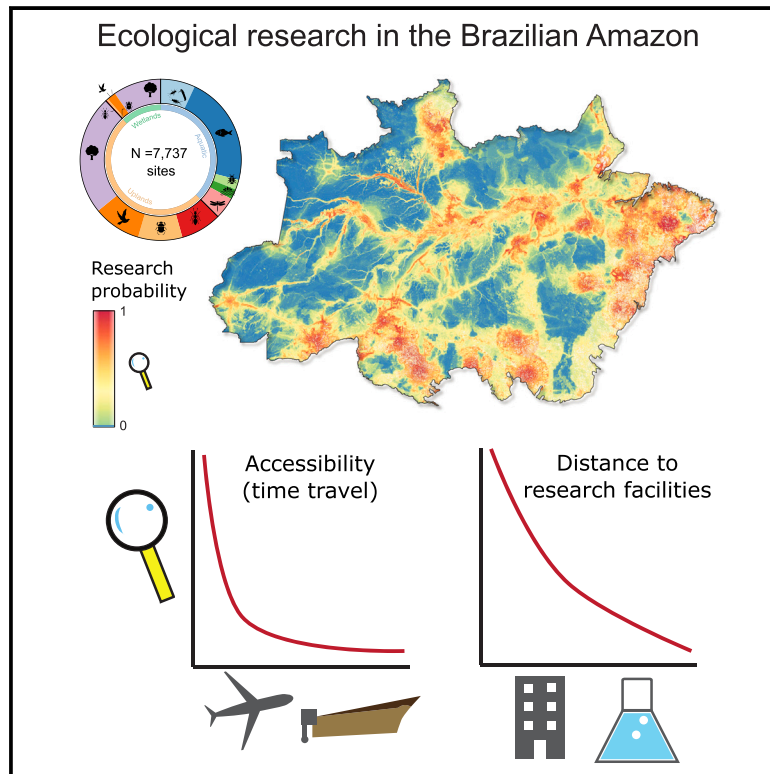 Ecological research in the Brazilian Amazon
Wetlands
Aquatic
Uplands
N =7,737
sites
Research
probability
1
0
Accessibility
(time travel)
Distance to
research facilities